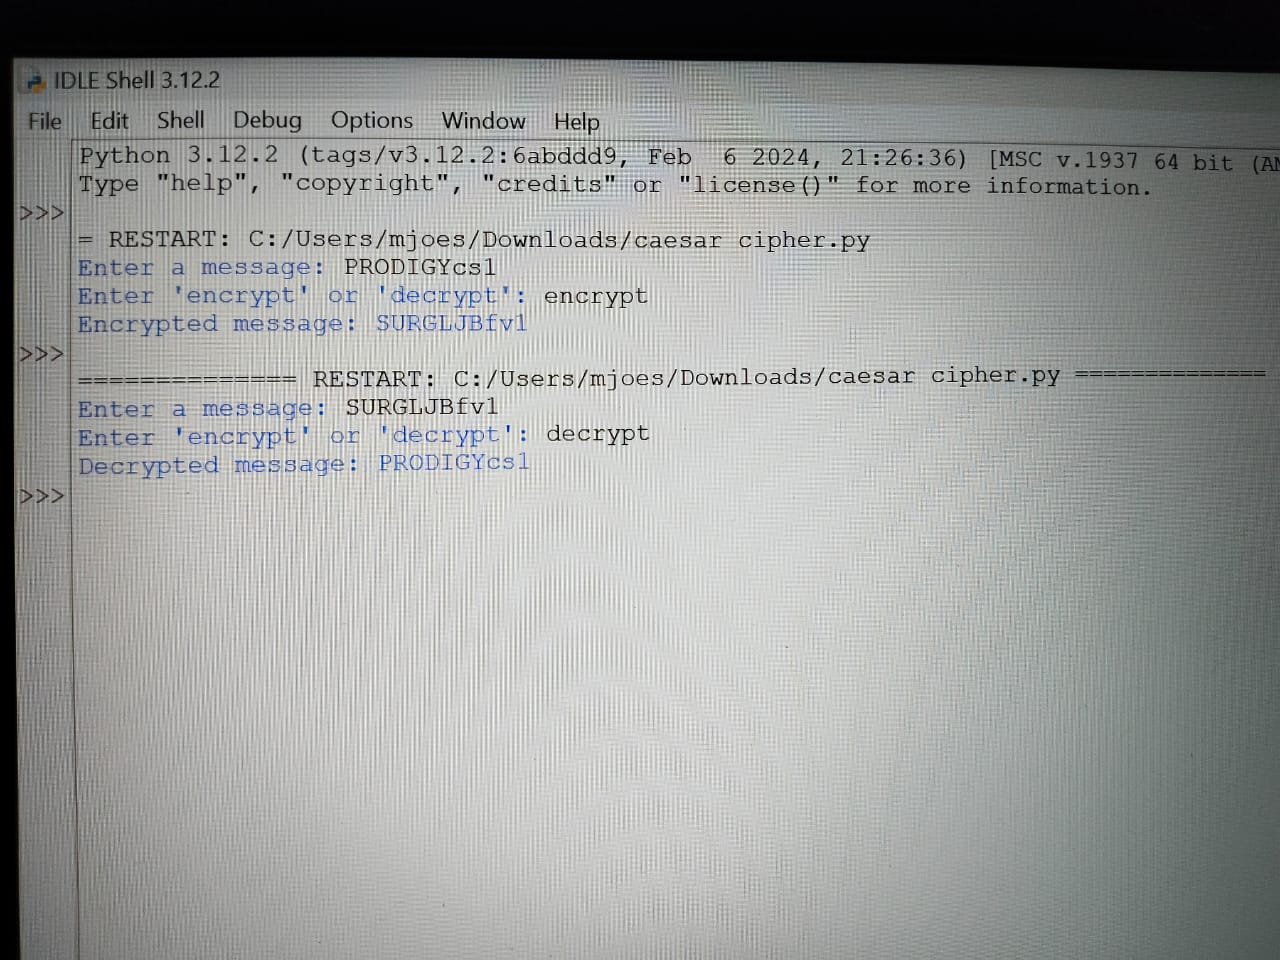 IDLE Shell 3.12.2
File Edit Shell Debug Options Window Help
Python 3.12.2 (tags/v3.12.2:6abddd9, Feb  6 2024, 21:26:36) [MSC v.1937 64 bit
Type "help", "copyright", "credits" or "license()" for more information.
>>>
= RESTART: C:/Users/mjoes/Downloads/caesar cipher.py
Enter a message: PRODIGYcs1
Enter 'encrypt' or 'decrypt': encrypt
Encrypted message: SURGLJBfv1
>>>
============== RESTART: C:/Users/mjoes/Downloads/caesar cipher.py ==============
Enter a message: SURGLJBfv1
Enter 'encrypt' or 'decrypt': decrypt
Decrypted message: PRODIGYcs1
>>>